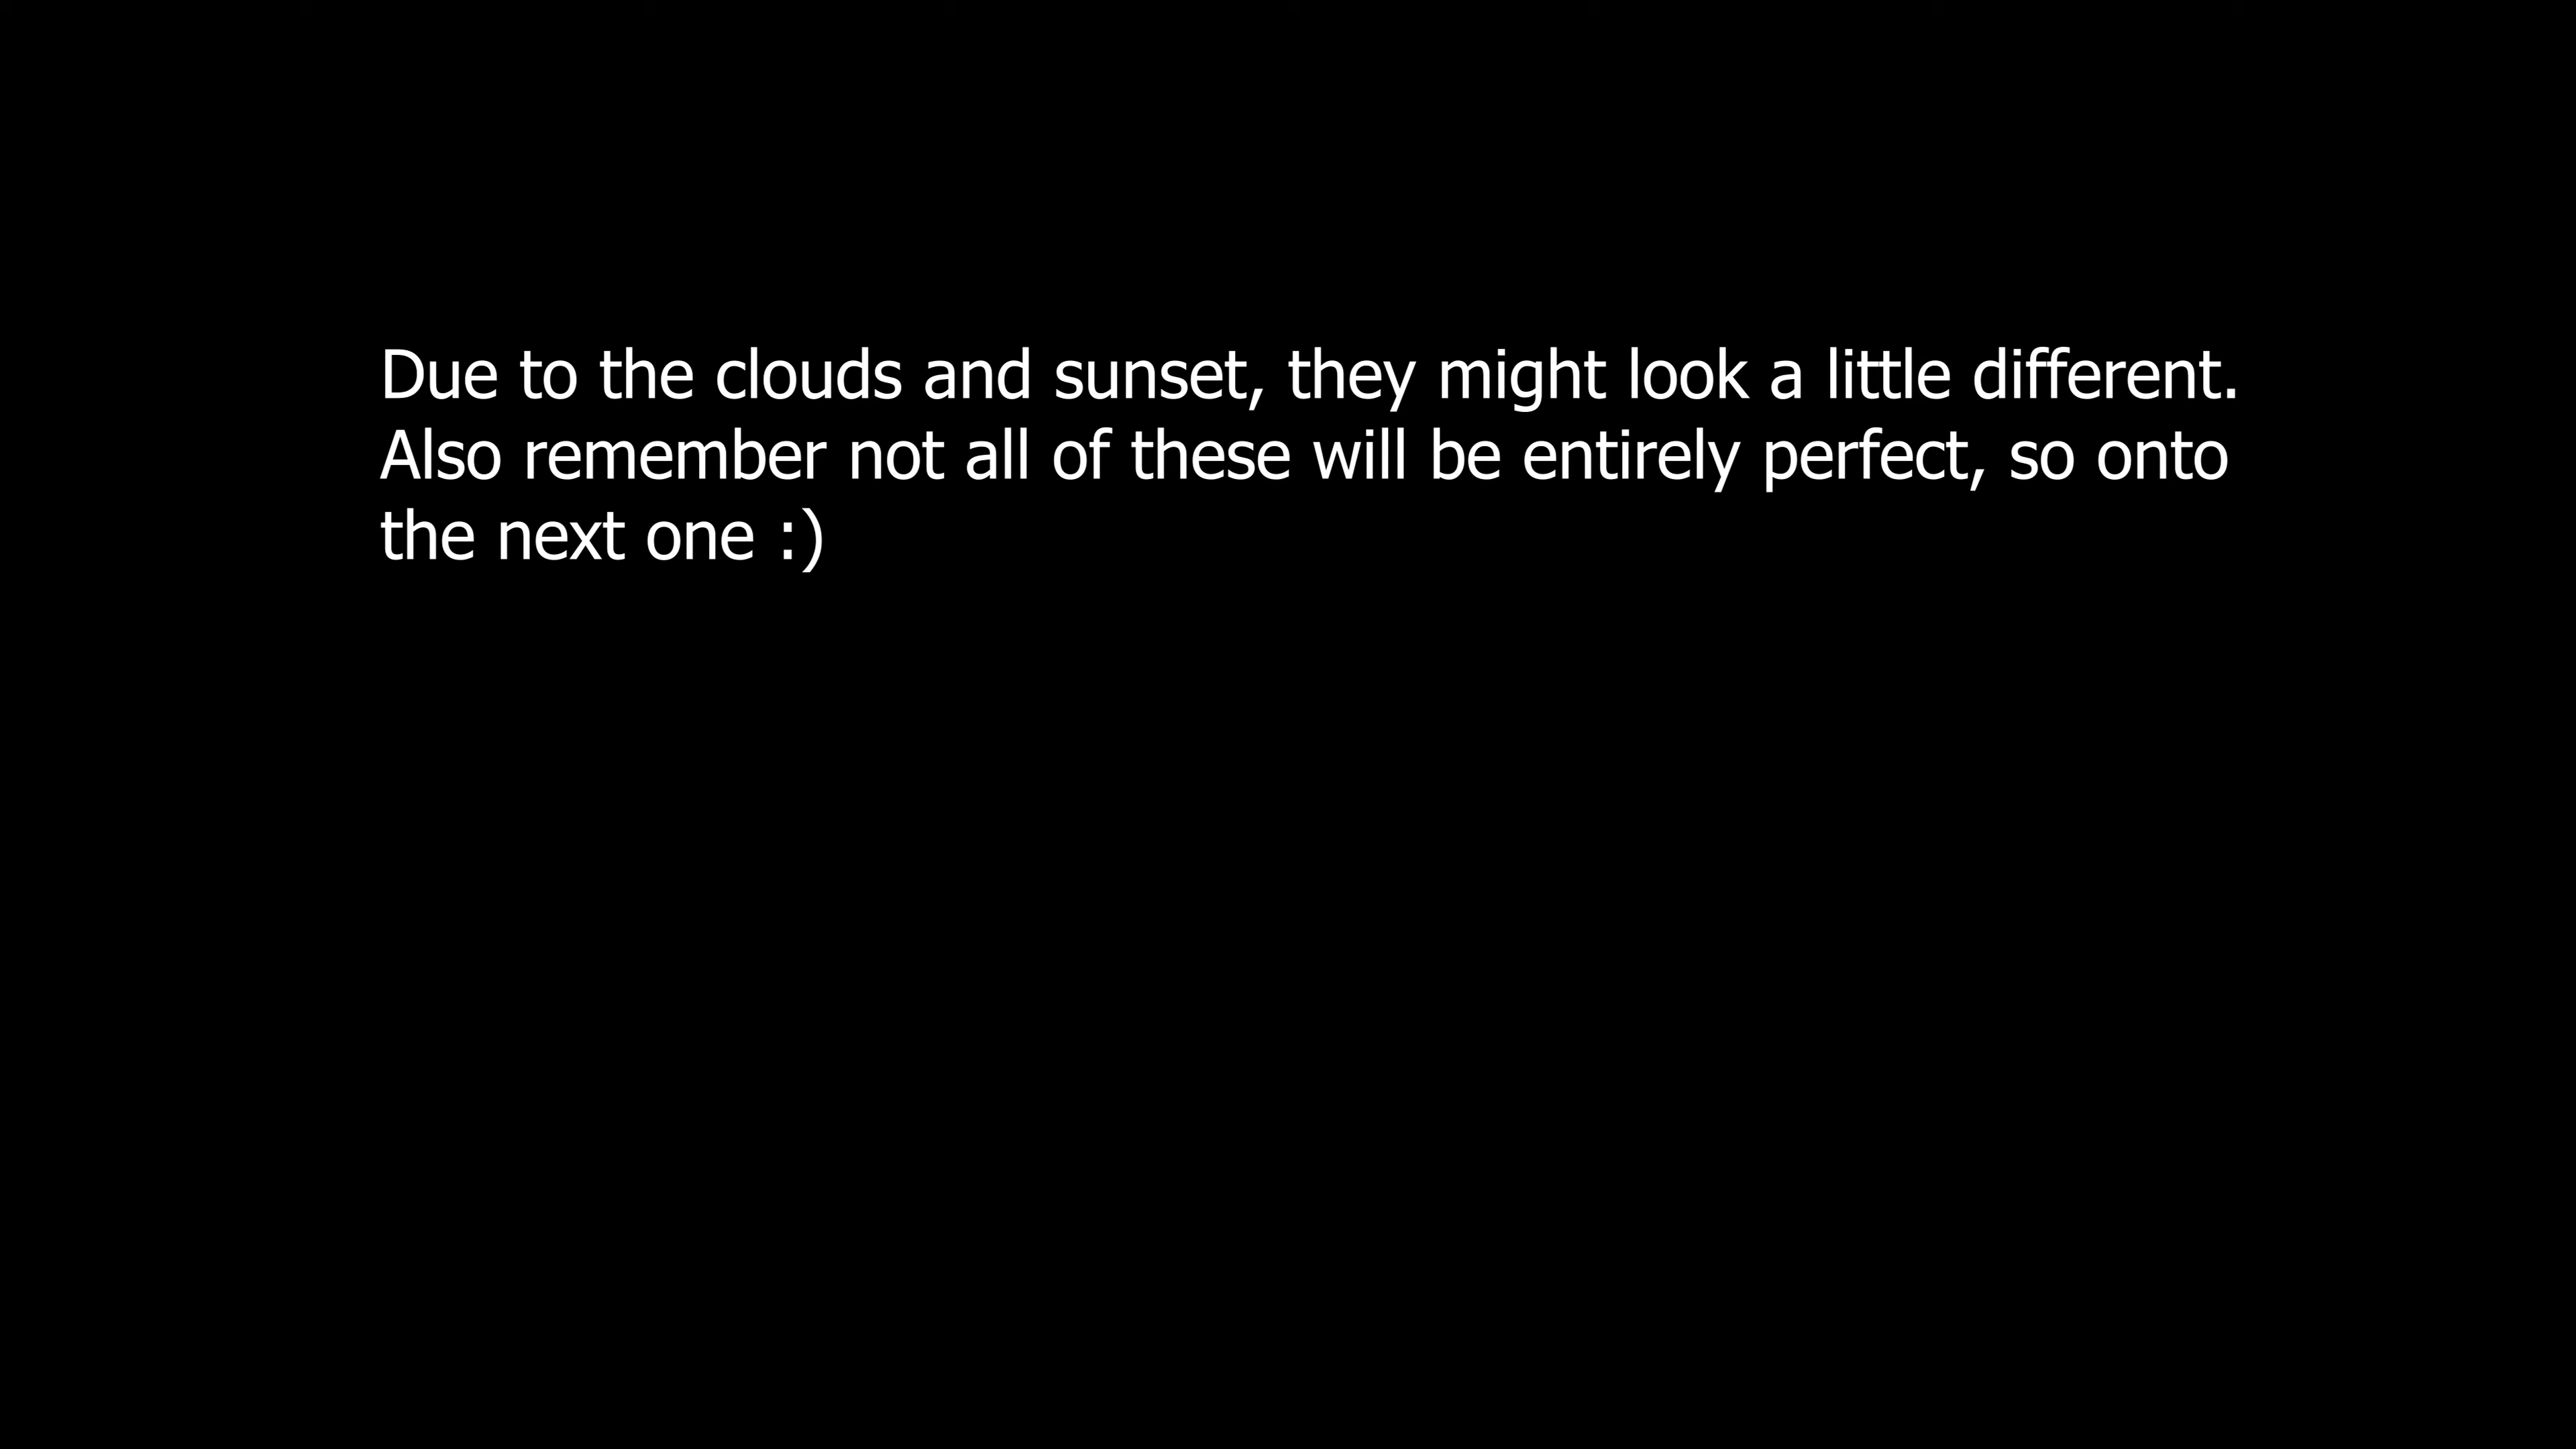 Due to the clouds and sunset, they might look a little different.
Also remember not all of these will be entirely perfect, so onto
the next one :)